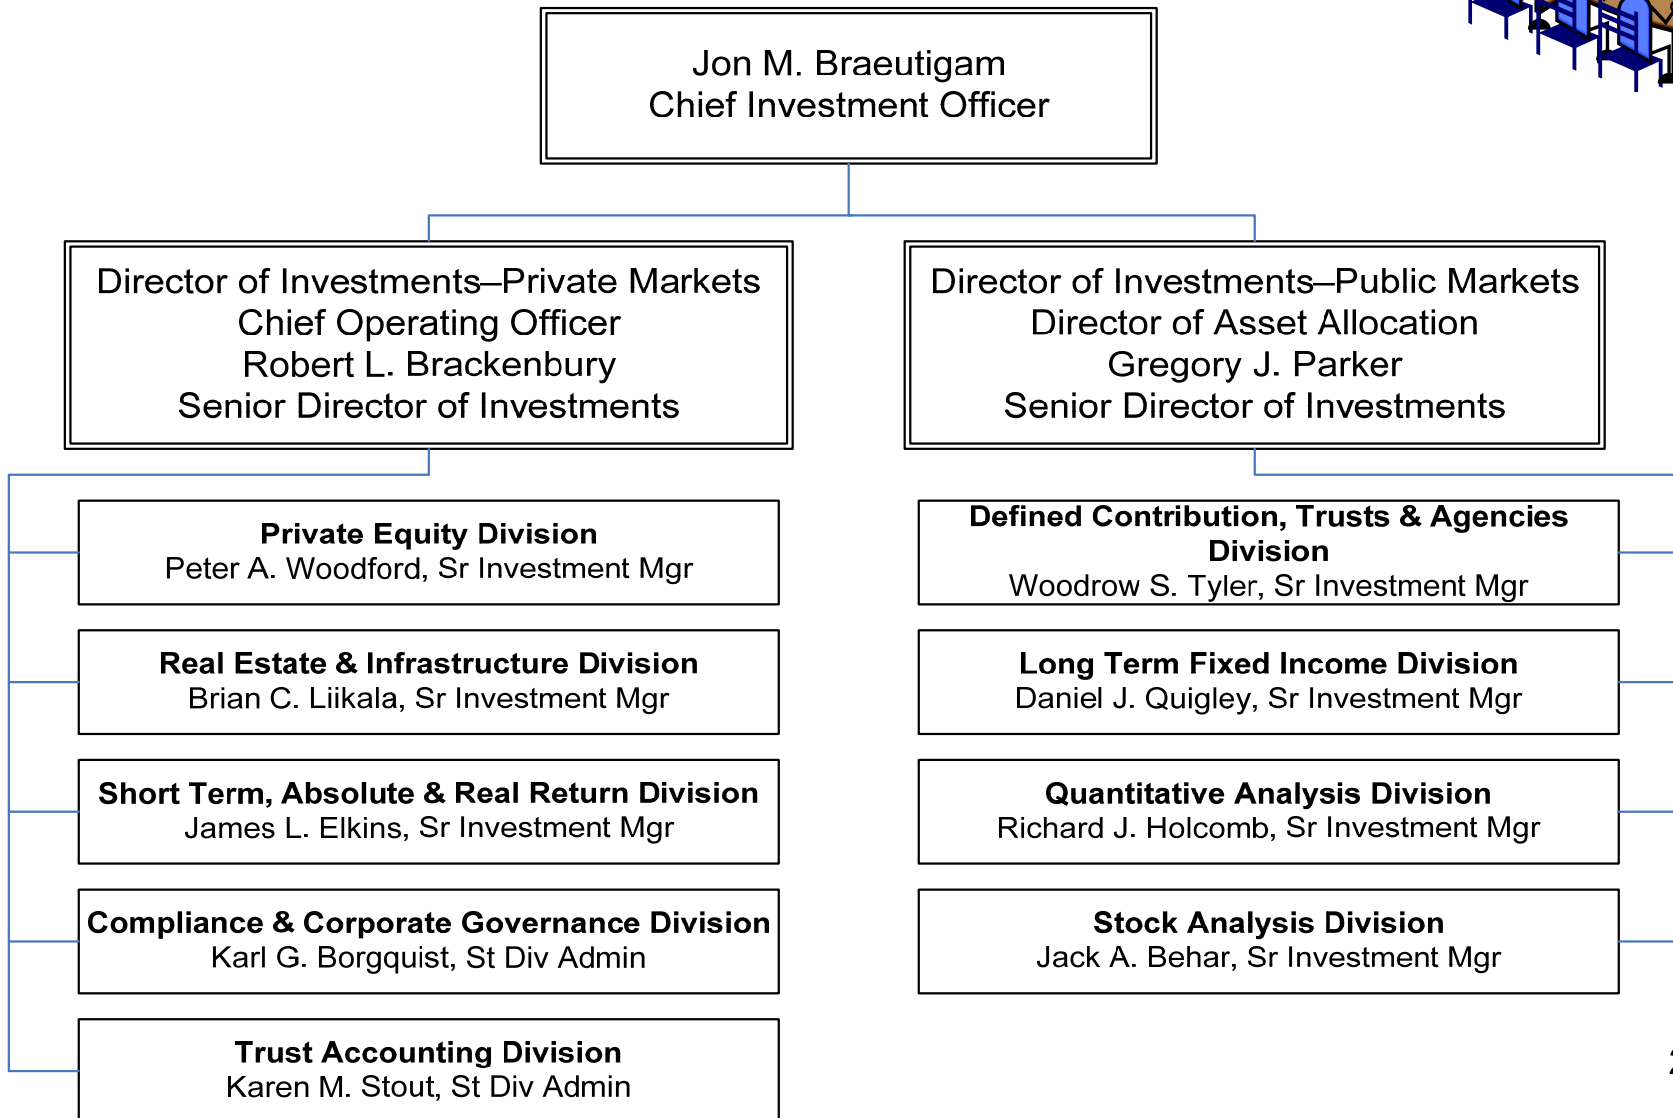 Jon M. Braeutigam
Chief Investment Officer
Director of Investments–Private Markets
Chief Operating Officer
Robert L. Brackenbury
Senior Director of Investments
Director of Investments–Public Markets
Director of Asset Allocation
Gregory J. Parker
Senior Director of Investments
Private Equity Division
Peter A. Woodford, Sr Investment Mgr
Real Estate & Infrastructure Division
Brian C. Liikala, Sr Investment Mgr
Short Term, Absolute & Real Return Division
James L. Elkins, Sr Investment Mgr
Compliance & Corporate Governance Division
Karl G. Borgquist, St Div Admin
Trust Accounting Division
Karen M. Stout, St Div Admin
Defined Contribution, Trusts & Agencies
Division
Woodrow S. Tyler, Sr Investment Mgr
Long Term Fixed Income Division
Daniel J. Quigley, Sr Investment Mgr
Quantitative Analysis Division
Richard J. Holcomb, Sr Investment Mgr
Stock Analysis Division
Jack A. Behar, Sr Investment Mgr